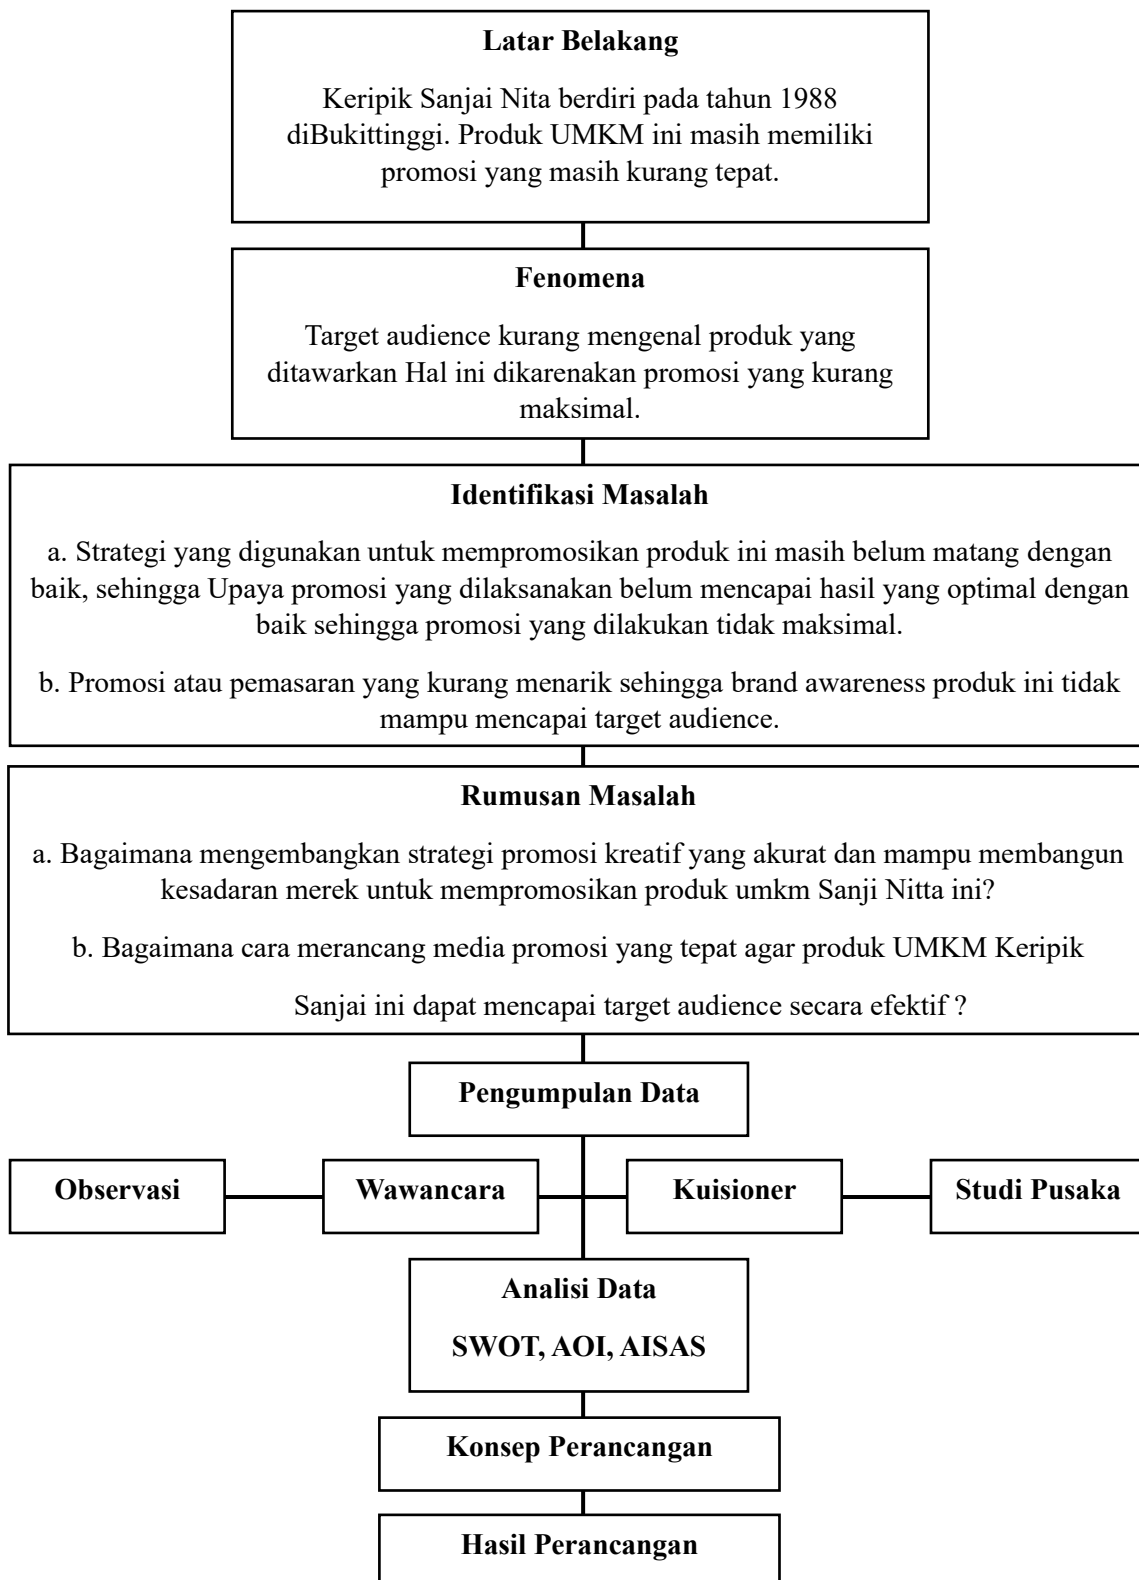 Latar Belakang
Keripik Sanjai Nita berdiri pada tahun 1988
diBukittinggi. Produk UMKM ini masih memiliki
promosi yang masih kurang tepat.
Fenomena
Target audience kurang mengenal produk yang
ditawarkan Hal ini dikarenakan promosi yang kurang
maksimal.
Identifikasi Masalah
a. Strategi yang digunakan untuk mempromosikan produk ini masih belum matang dengan
baik, sehingga Upaya promosi yang dilaksanakan belum mencapai hasil yang optimal dengan
baik sehingga promosi yang dilakukan tidak maksimal.
b. Promosi atau pemasaran yang kurang menarik sehingga brand awareness produk ini tidak
mampu mencapai target audience.
Rumusan Masalah
a. Bagaimana mengembangkan strategi promosi kreatif yang akurat dan mampu membangun
kesadaran merek untuk mempromosikan produk umkm Sanji Nitta ini?
b. Bagaimana cara merancang media promosi yang tepat agar produk UMKM Keripik
Sanjai ini dapat mencapai target audience secara efektif ?
Pengumpulan Data
Observasi
Wawancara
Kuisioner
Studi Pusaka
Analisi Data
SWOT, AOI, AISAS
Konsep Perancangan
Hasil Perancangan